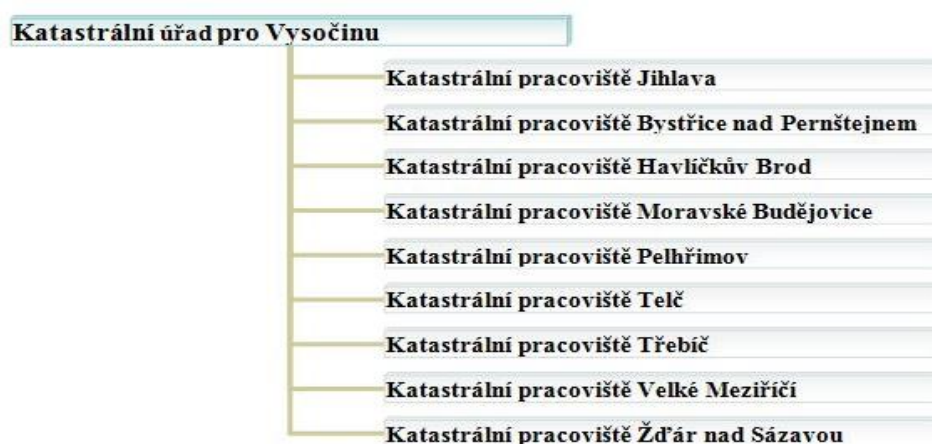 Katastrální úřad pro Vysočinu
Katastrální pracoviště Jihlava
Katastrální pracoviště Bystřice nad Pernštejnem
Katastrální pracoviště Havlíčkův Brod
Katastrální pracoviště Moravské Budějovice
Katastrální pracoviště Pelhřimov
Katastrální pracoviště Telč
Katastrální pracoviště Třebíč
Katastrální pracoviště Velké Meziříčí
Katastrální pracoviště Žďár nad Sázavou